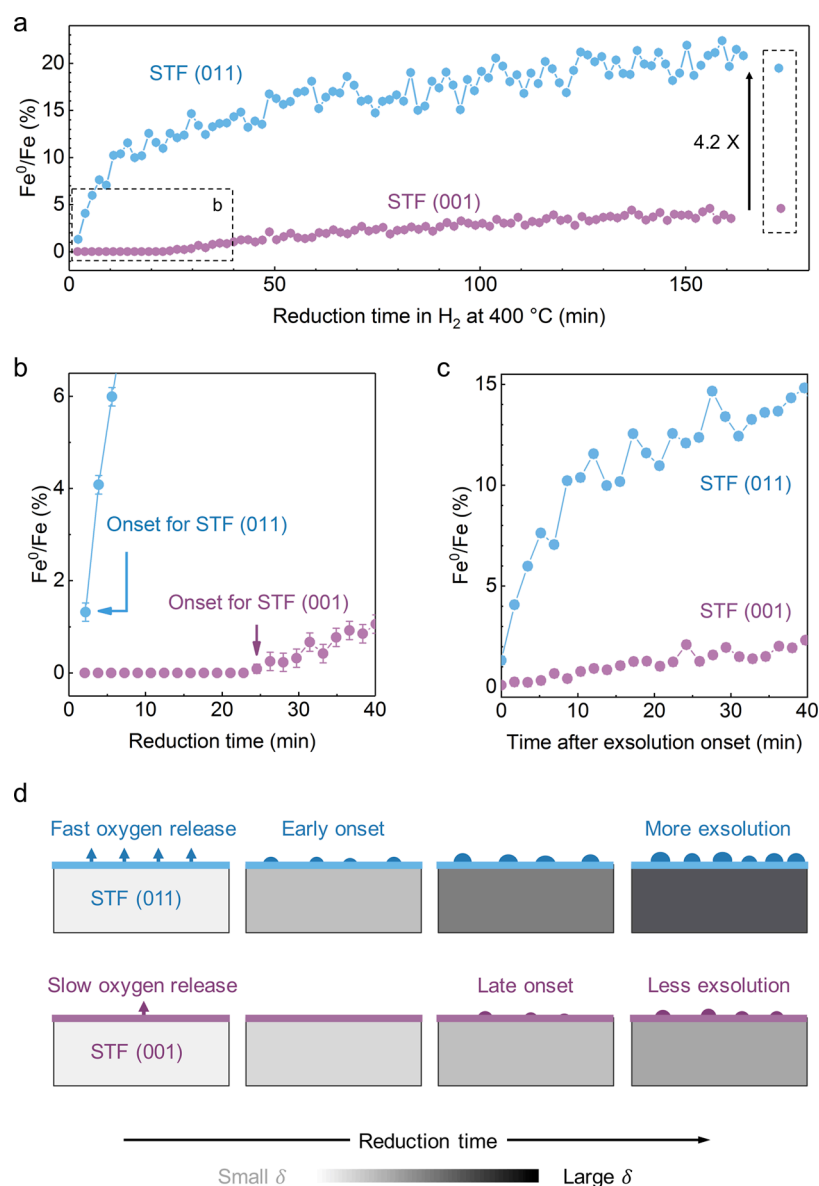 a
20
15
10
5
0
Fe⁰/Fe (%)
STF (011)
STF (001)
b
4.2 X
0
50
100
150
Reduction time in H₂ at 400 °C (min)
b
6
4
2
0
Fe⁰/Fe (%)
Onset for STF (011)
Onset for STF (001)
0
10
20
30
40
Reduction time (min)
c
15
10
5
0
Fe⁰/Fe (%)
STF (011)
STF (001)
0
10
20
30
40
Time after exsolution onset (min)
d
Fast oxygen release
Early onset
More exsolution
STF (011)
Slow oxygen release
Late onset
Less exsolution
STF (001)
Reduction time
Small δ
Large δ